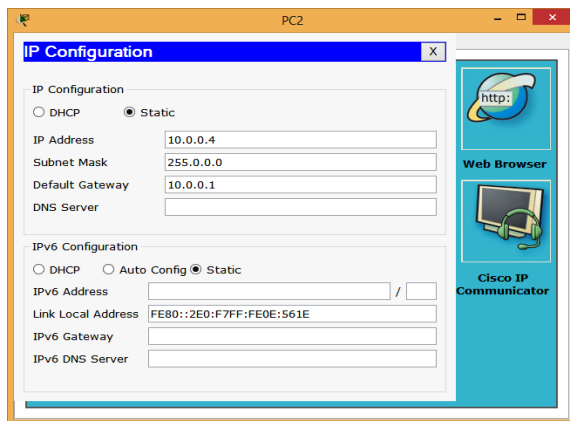 PC2
IP Configuration
X
IP Configuration
DHCP Static
IP Address 10.0.0.4
Subnet Mask 255.0.0.0
Default Gateway 10.0.0.1
DNS Server
IPv6 Configuration
DHCP Auto Config Static
IPv6 Address /
Link Local Address FE80::2E0:F7FF:FE0E:561E
IPv6 Gateway
IPv6 DNS Server
http:
Web Browser
Cisco IP
Communicator